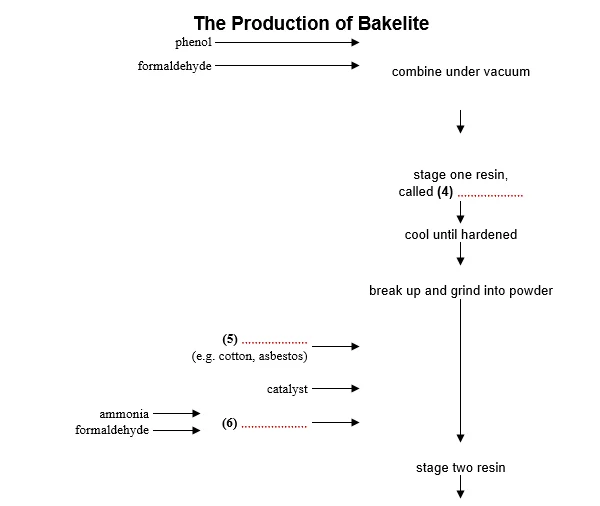 The Production of Bakelite
phenol
formaldehyde
combine under vacuum
stage one resin,
called (4) ......................
cool until hardened
break up and grind into powder
(5) ......................
(e.g. cotton, asbestos)
catalyst
ammonia
formaldehyde
(6) ......................
stage two resin